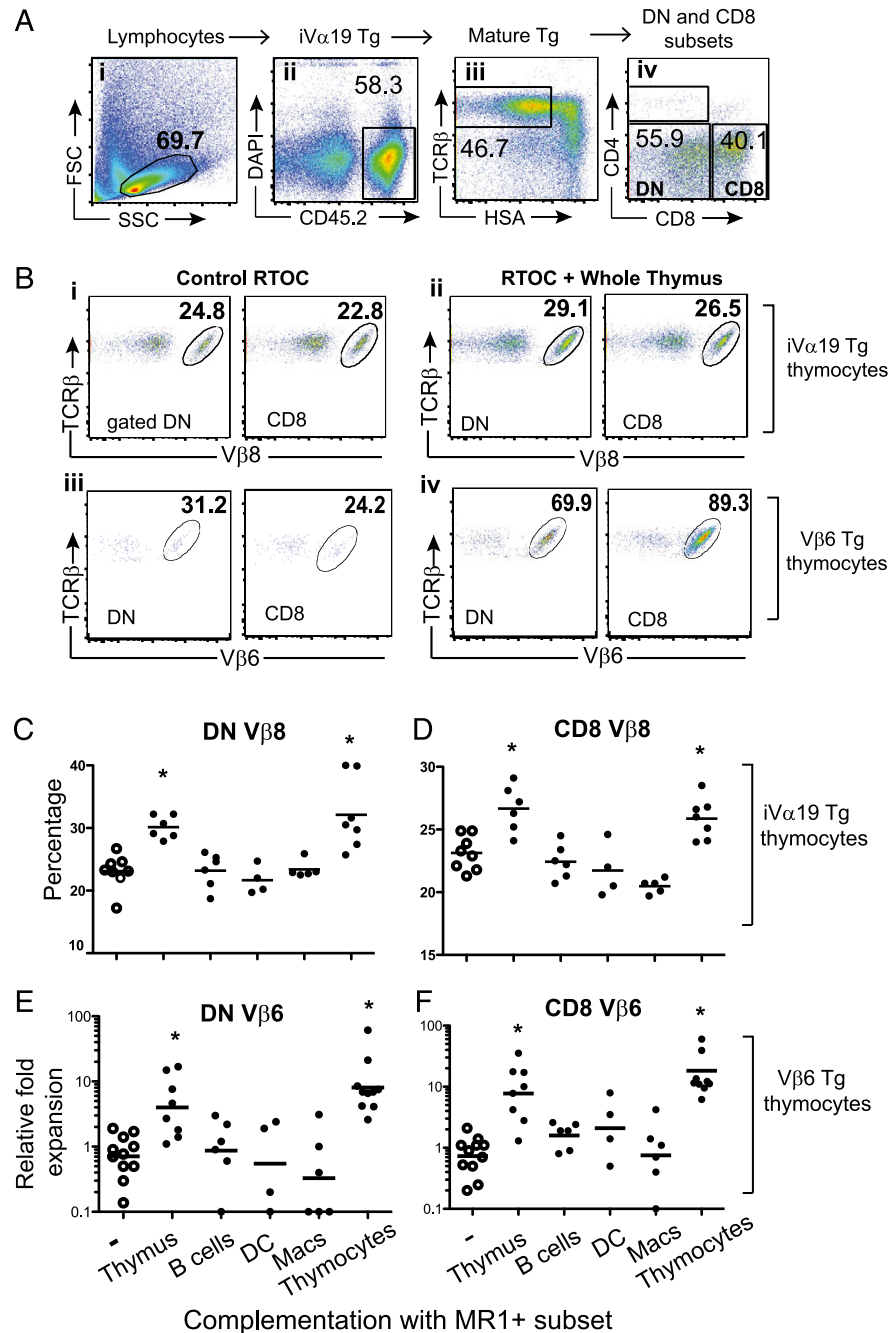 A
Lymphocytes → iVα19 Tg → Mature Tg → DN and CD8 subsets
i
69.7
FSC
SSC
ii
58.3
DAPI
CD45.2
iii
46.7
TCRβ
HSA
iv
55.9
40.1
DN
CD8
CD4
CD8
B
Control RTOC
RTOC + Whole Thymus
i
24.8
22.8
TCRβ
gated DN
CD8
Vβ8
ii
29.1
26.5
TCRβ
DN
CD8
Vβ8
iVα19 Tg
thymocytes
iii
31.2
24.2
TCRβ
DN
CD8
Vβ6
iv
69.9
89.3
TCRβ
DN
CD8
Vβ6
Vβ6 Tg
thymocytes
C
DN Vβ8
Percentage
40
30
20
10
*
*
D
CD8 Vβ8
30
25
20
15
*
*
iVα19 Tg
thymocytes
E
DN Vβ6
Relative fold
expansion
100
10
1
0.1
*
*
F
CD8 Vβ6
100
10
1
0.1
*
*
Vβ6 Tg
thymocytes
-
Thymus
B cells
DC
Macs
Thymocytes
-
Thymus
B cells
DC
Macs
Thymocytes
Complementation with MR1+ subset